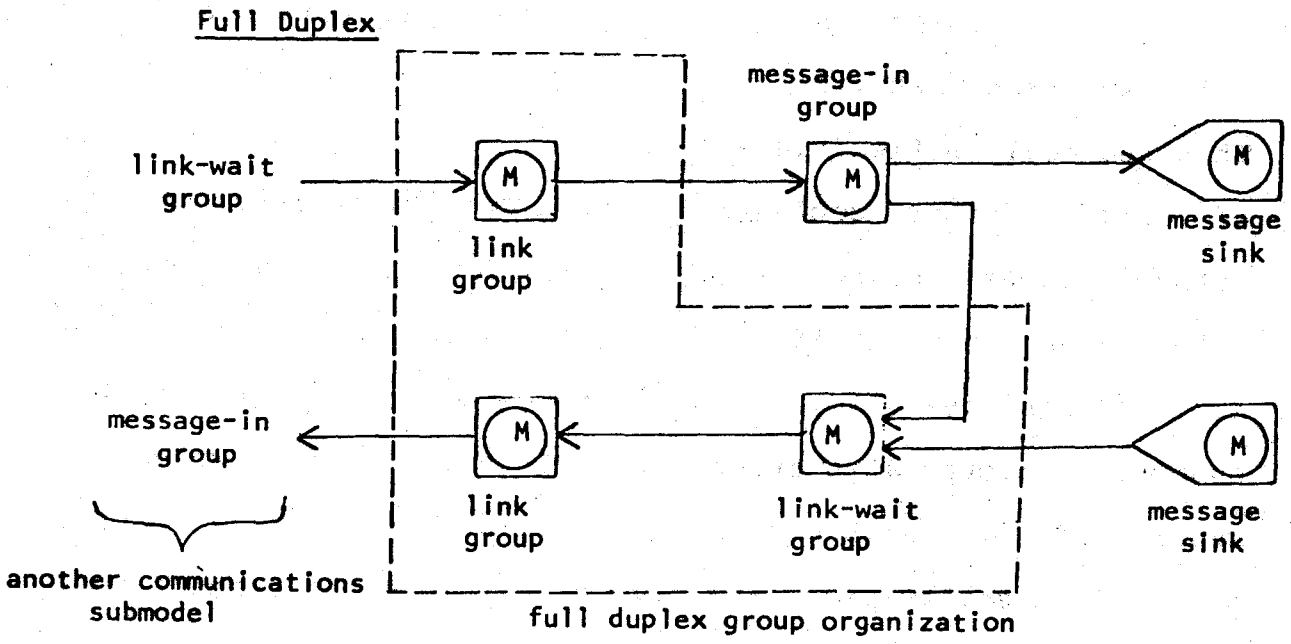 Full Duplex
message-in
group
link-wait
group
M
M
M
link
group
message
sink
message-in
group
M
M
M
link
group
link-wait
group
message
sink
another communications
submodel
full duplex group organization